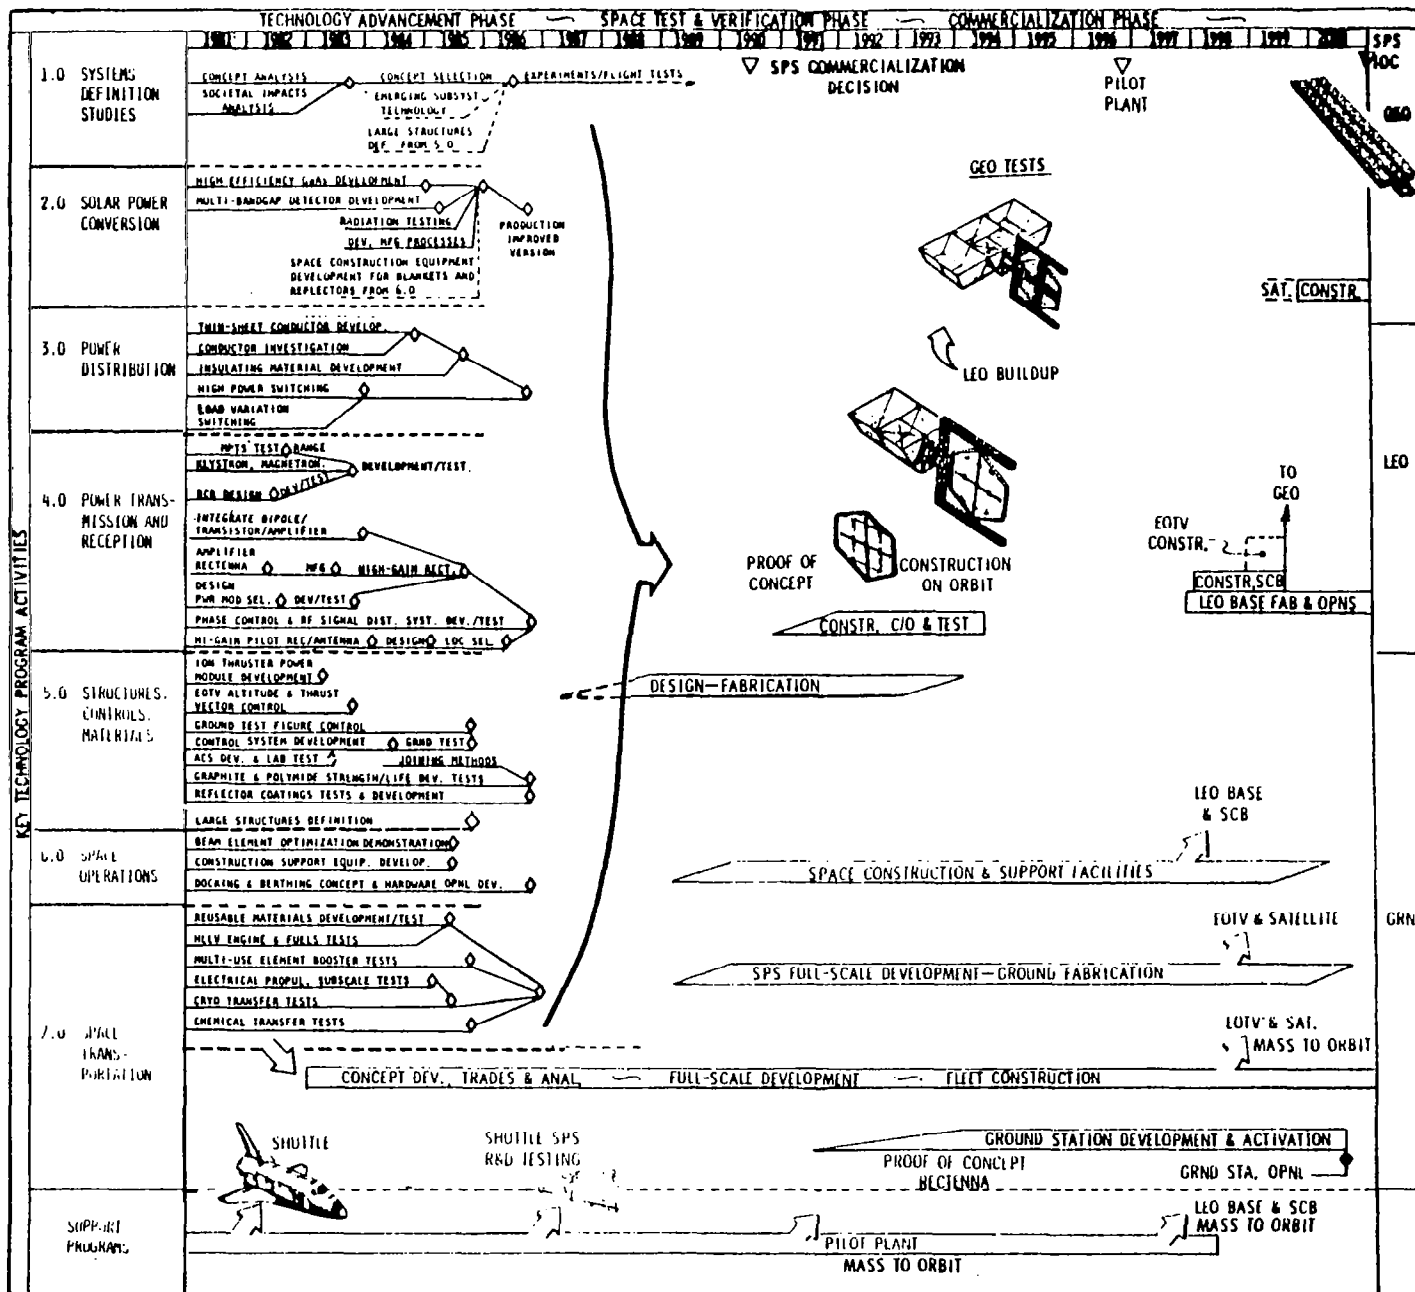 TECHNOLOGY ADVANCEMENT PHASE — SPACE TEST & VERIFICATION PHASE — COMMERCIALIZATION PHASE —
1981 1982 1983 1984 1985 1986 1987 1988 1989 1990 1991 1992 1993 1994 1995 1996 1997 1998 1999 2000
SPS
IOC
KEY TECHNOLOGY PROGRAM ACTIVITIES
1.0 SYSTEMS
DEFINITION
STUDIES
CONCEPT ANALYSIS
SOCIETAL IMPACTS
ANALYSIS
CONCEPT SELECTION
EMERGING SUBSYST
TECHNOLOGY
LARGE STRUCTURES
DEF. FROM 5.0
EXPERIMENTS/FLIGHT TESTS
SPS COMMERCIALIZATION
DECISION
PILOT
PLANT
GEO
2.0 SOLAR POWER
CONVERSION
HIGH EFFICIENCY GaAs DEVELOPMENT
MULTI-BANDGAP DETECTOR DEVELOPMENT
RADIATION TESTING
DEV. MFG PROCESSES
SPACE CONSTRUCTION EQUIPMENT
DEVELOPMENT FOR BLANKETS AND
REFLECTORS FROM 6.0
PRODUCTION
IMPROVED
VERSION
GEO TESTS
SAT. CONSTR.
3.0 POWER
DISTRIBUTION
THIN-SHEET CONDUCTOR DEVELOP.
CONDUCTOR INVESTIGATION
INSULATING MATERIAL DEVELOPMENT
HIGH POWER SWITCHING
LOAD VARIATION
SWITCHING
LEO BUILDUP
4.0 POWER TRANS-
MISSION AND
RECEPTION
MPTS TEST RANGE
KLYSTRON, MAGNETRON. DEVELOPMENT/TEST.
RCR DESIGN DEV/TEST
INTEGRATE DIPOLE/
TRANSISTOR/AMPLIFIER
AMPLIFIER
RECTENNA MFG HIGH-GAIN RECT.
DESIGN
PWR MOD SEL. DEV/TEST
PHASE CONTROL & RF SIGNAL DIST. SYST. DEV./TEST
HI-GAIN PILOT REC/ANTENNA DESIGN LOC SEL.
LEO
TO
GEO
EOTV
CONSTR.
CONSTR, SCB
LEO BASE FAB & OPNS
PROOF OF
CONCEPT
CONSTRUCTION
ON ORBIT
CONSTR, C/O & TEST
5.0 STRUCTURES,
CONTROLS,
MATERIALS
ION THRUSTER POWER
MODULE DEVELOPMENT
EOTV ALTITUDE & THRUST
VECTOR CONTROL
GROUND TEST FIGURE CONTROL
CONTROL SYSTEM DEVELOPMENT GRND TEST
ACS DEV. & LAB TEST JOINING METHODS
GRAPHITE & POLYMIDE STRENGTH/LIFE DEV. TESTS
REFLECTOR COATINGS TESTS & DEVELOPMENT
LARGE STRUCTURES DEFINITION
DESIGN—FABRICATION
LEO BASE
& SCB
6.0 SPACE
OPERATIONS
BEAM ELEMENT OPTIMIZATION DEMONSTRATION
CONSTRUCTION SUPPORT EQUIP. DEVELOP.
DOCKING & BERTHING CONCEPT & HARDWARE OPNL DEV.
SPACE CONSTRUCTION & SUPPORT FACILITIES
7.0 SPACE
TRANS-
PORTATION
REUSABLE MATERIALS DEVELOPMENT/TEST
HLLV ENGINE & FULLS TESTS
MULTI-USE ELEMENT BOOSTER TESTS
ELECTRICAL PROPUL. SUBSCALE TESTS
CRYO TRANSFER TESTS
CHEMICAL TRANSFER TESTS
EOTV & SATELLITE
GRN
SPS FULL-SCALE DEVELOPMENT—GROUND FABRICATION
EOTV & SAT.
MASS TO ORBIT
CONCEPT DEV., TRADES & ANAL, — FULL-SCALE DEVELOPMENT — FLEET CONSTRUCTION
SHUTTLE
SHUTTLE SPS
R&D TESTING
GROUND STATION DEVELOPMENT & ACTIVATION
PROOF OF CONCEPT
RECTENNA
GRND STA, OPNL
SUPPORT
PROGRAMS
LEO BASE & SCB
MASS TO ORBIT
PILOT PLANT
MASS TO ORBIT